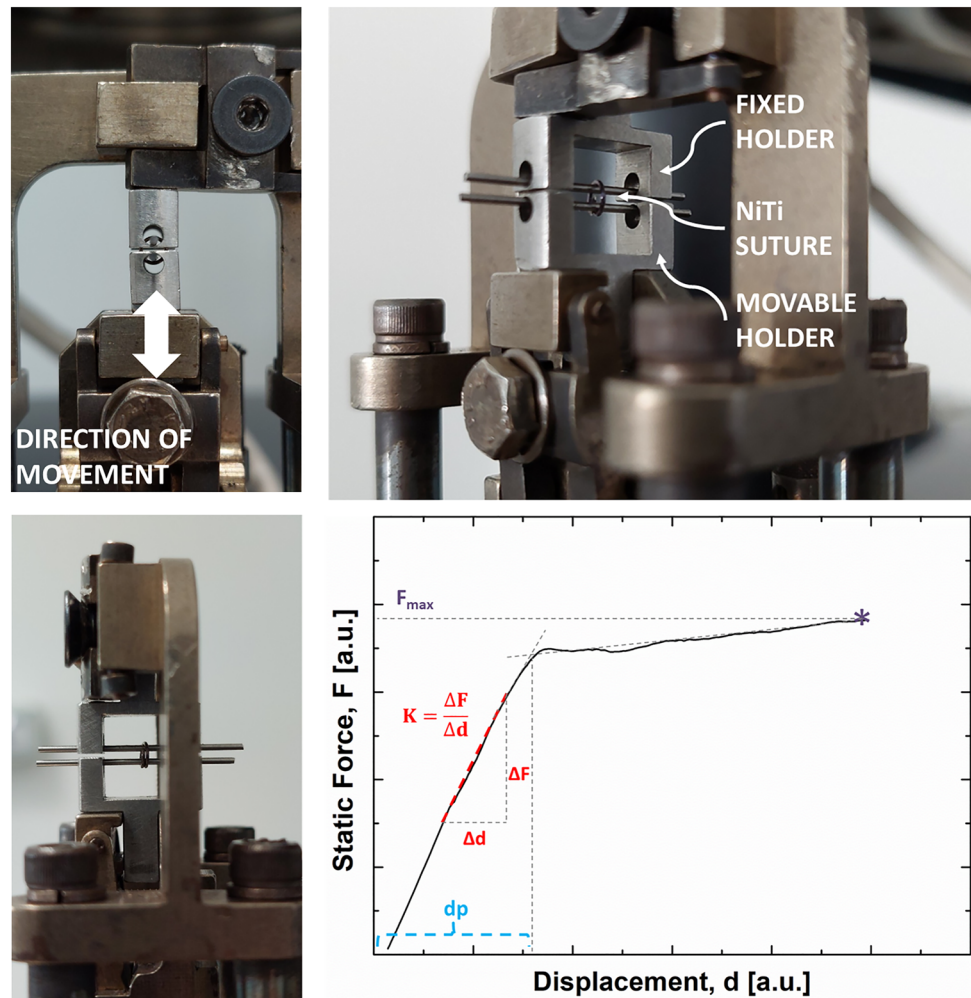 DIRECTION OF
MOVEMENT
FIXED
HOLDER
NiTi
SUTURE
MOVABLE
HOLDER
Static Force, F [a.u.]
Fmax
*
K = ΔF/Δd
ΔF
Δd
dp
Displacement, d [a.u.]